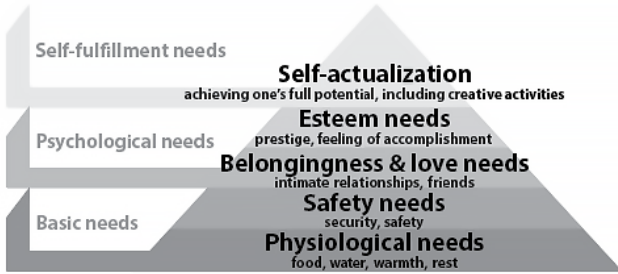 Self-fulfillment needs
Self-actualization
achieving one's full potential, including creative activities
Esteem needs
prestige, feeling of accomplishment
Psychological needs
Belongingness & love needs
intimate relationships, friends
Safety needs
security, safety
Basic needs
Physiological needs
food, water, warmth, rest